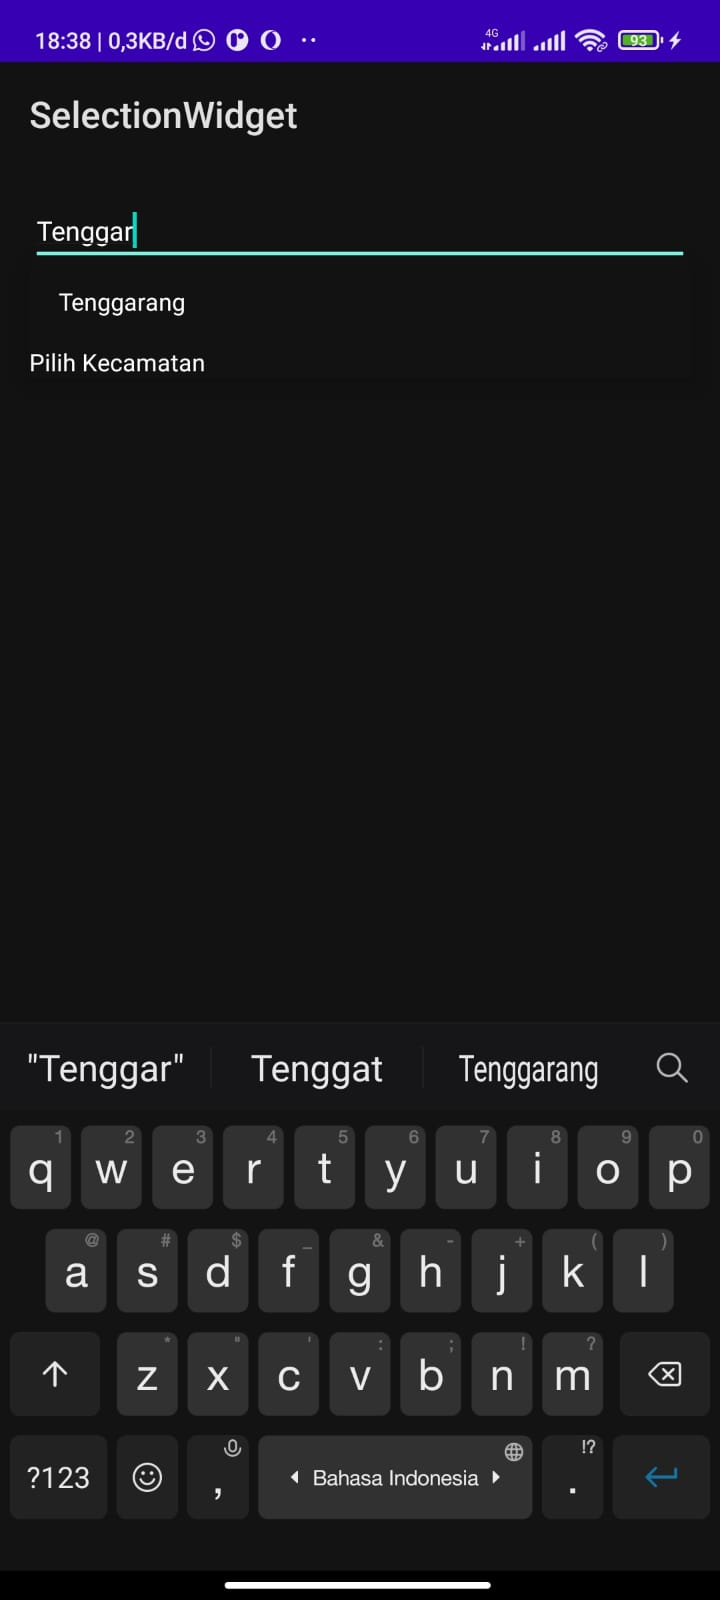 18:38 | 0,3KB/d
4G
93
SelectionWidget
Tenggar
Tenggarang
Pilih Kecamatan
"Tenggar" Tenggat Tenggarang
1 2 3 4 5 6 7 8 9 0
q w e r t y u i o p
@ # $ _ & - + ( )
a s d f g h j k l
* " ' : ; ! ?
z x c v b n m
!?
?123 , Bahasa Indonesia .